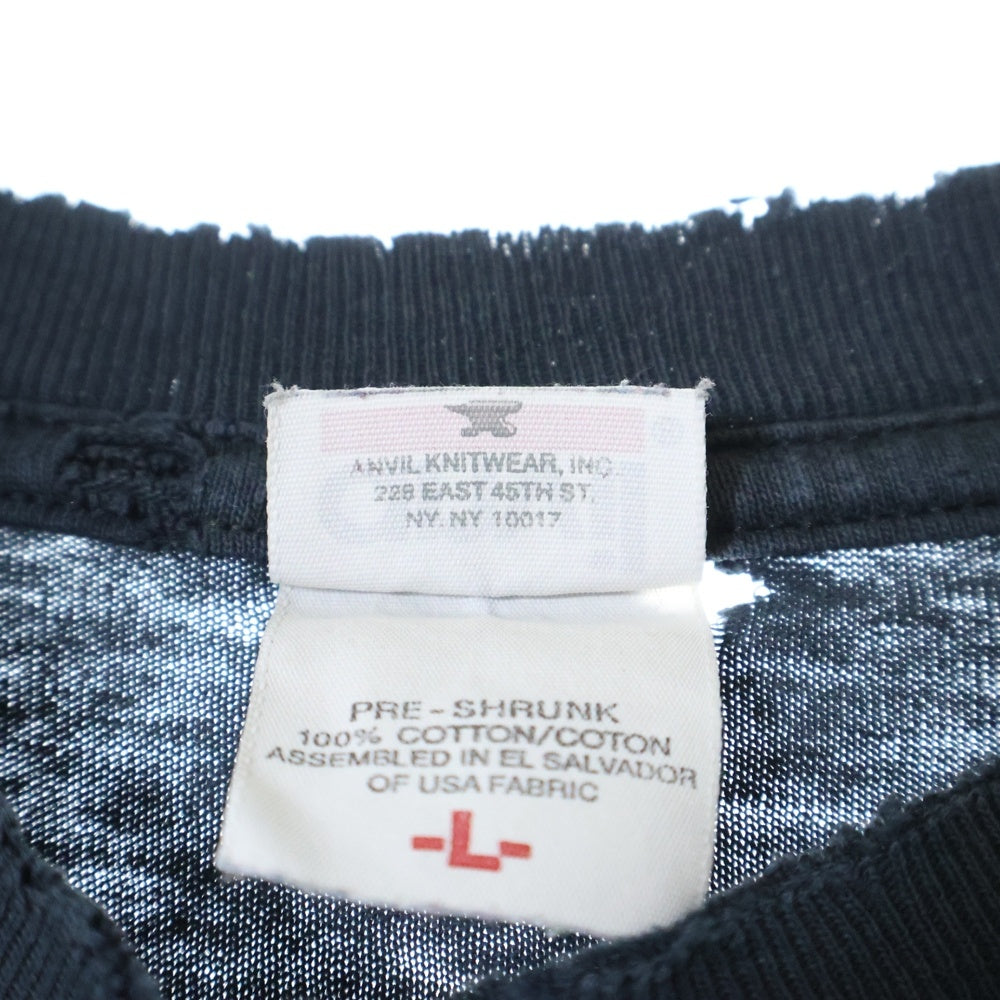 ANVIL KNITWEAR, INC.
228 EAST 45TH ST.
NY. NY 10017
PRE-SHRUNK
100% COTTON/COTON
ASSEMBLED IN EL SALVADOR
OF USA FABRIC
-L-